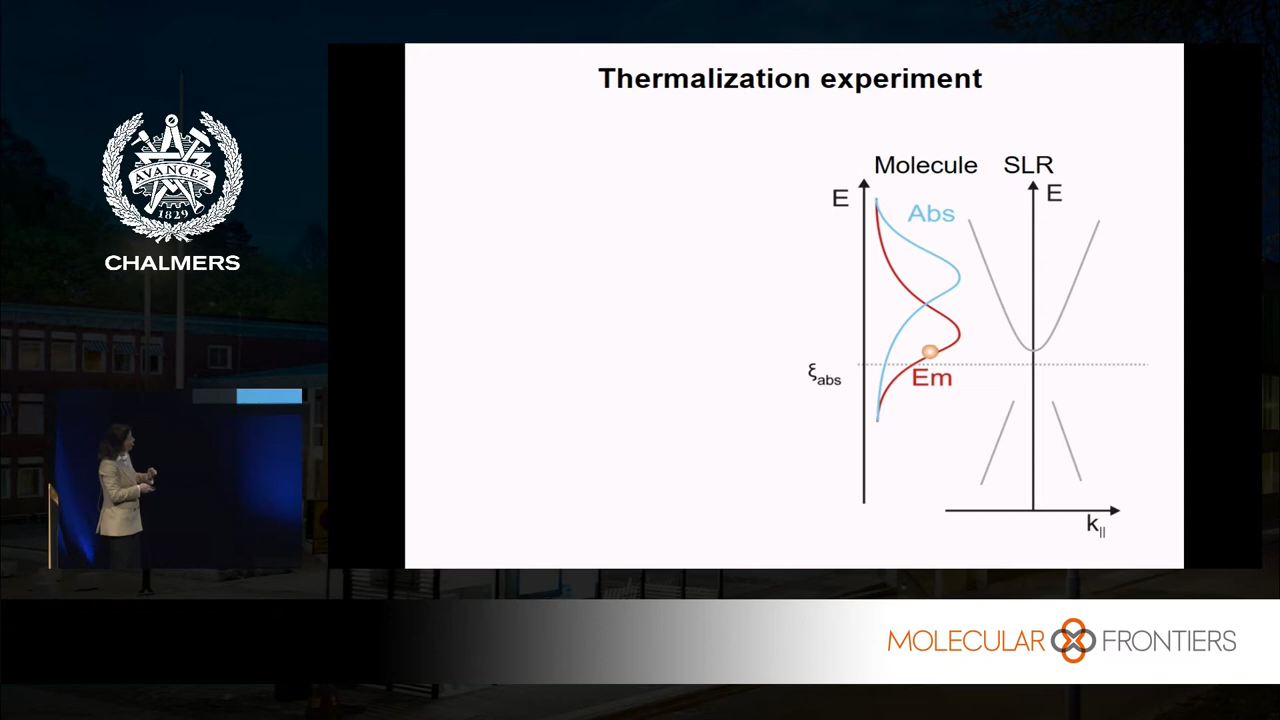 AVANCEZ
1829
CHALMERS
Thermalization experiment
Molecule
SLR
E
E
Abs
ξabs
Em
k||
MOLECULAR FRONTIERS